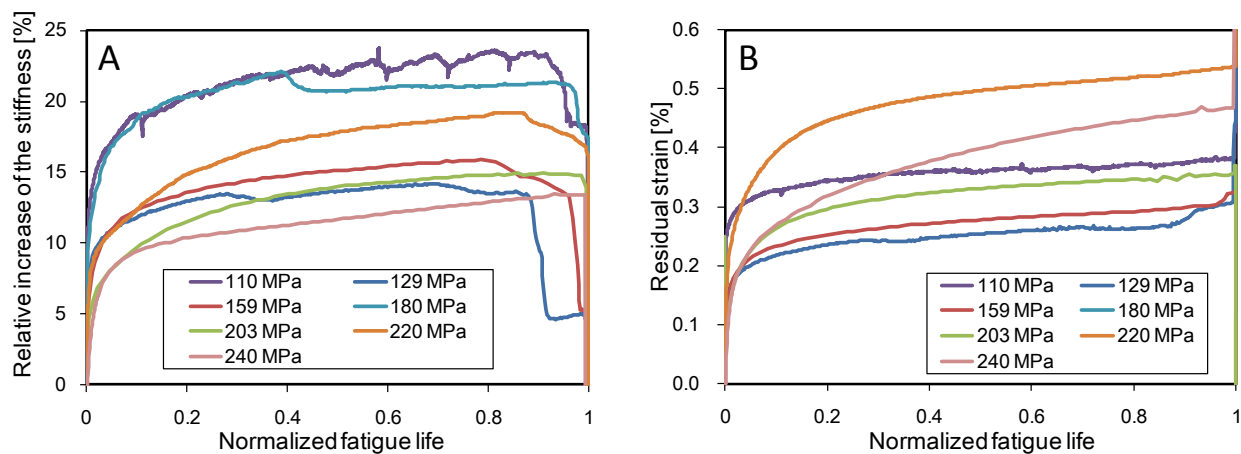 A
Relative increase of the stiffness [%]
25
20
15
10
5
0
110 MPa 129 MPa
159 MPa 180 MPa
203 MPa 220 MPa
240 MPa
0 0.2 0.4 0.6 0.8 1
Normalized fatigue life
B
Residual strain [%]
0.6
0.5
0.4
0.3
0.2
0.1
0.0
110 MPa 129 MPa
159 MPa 180 MPa
203 MPa 220 MPa
240 MPa
0 0.2 0.4 0.6 0.8 1
Normalized fatigue life